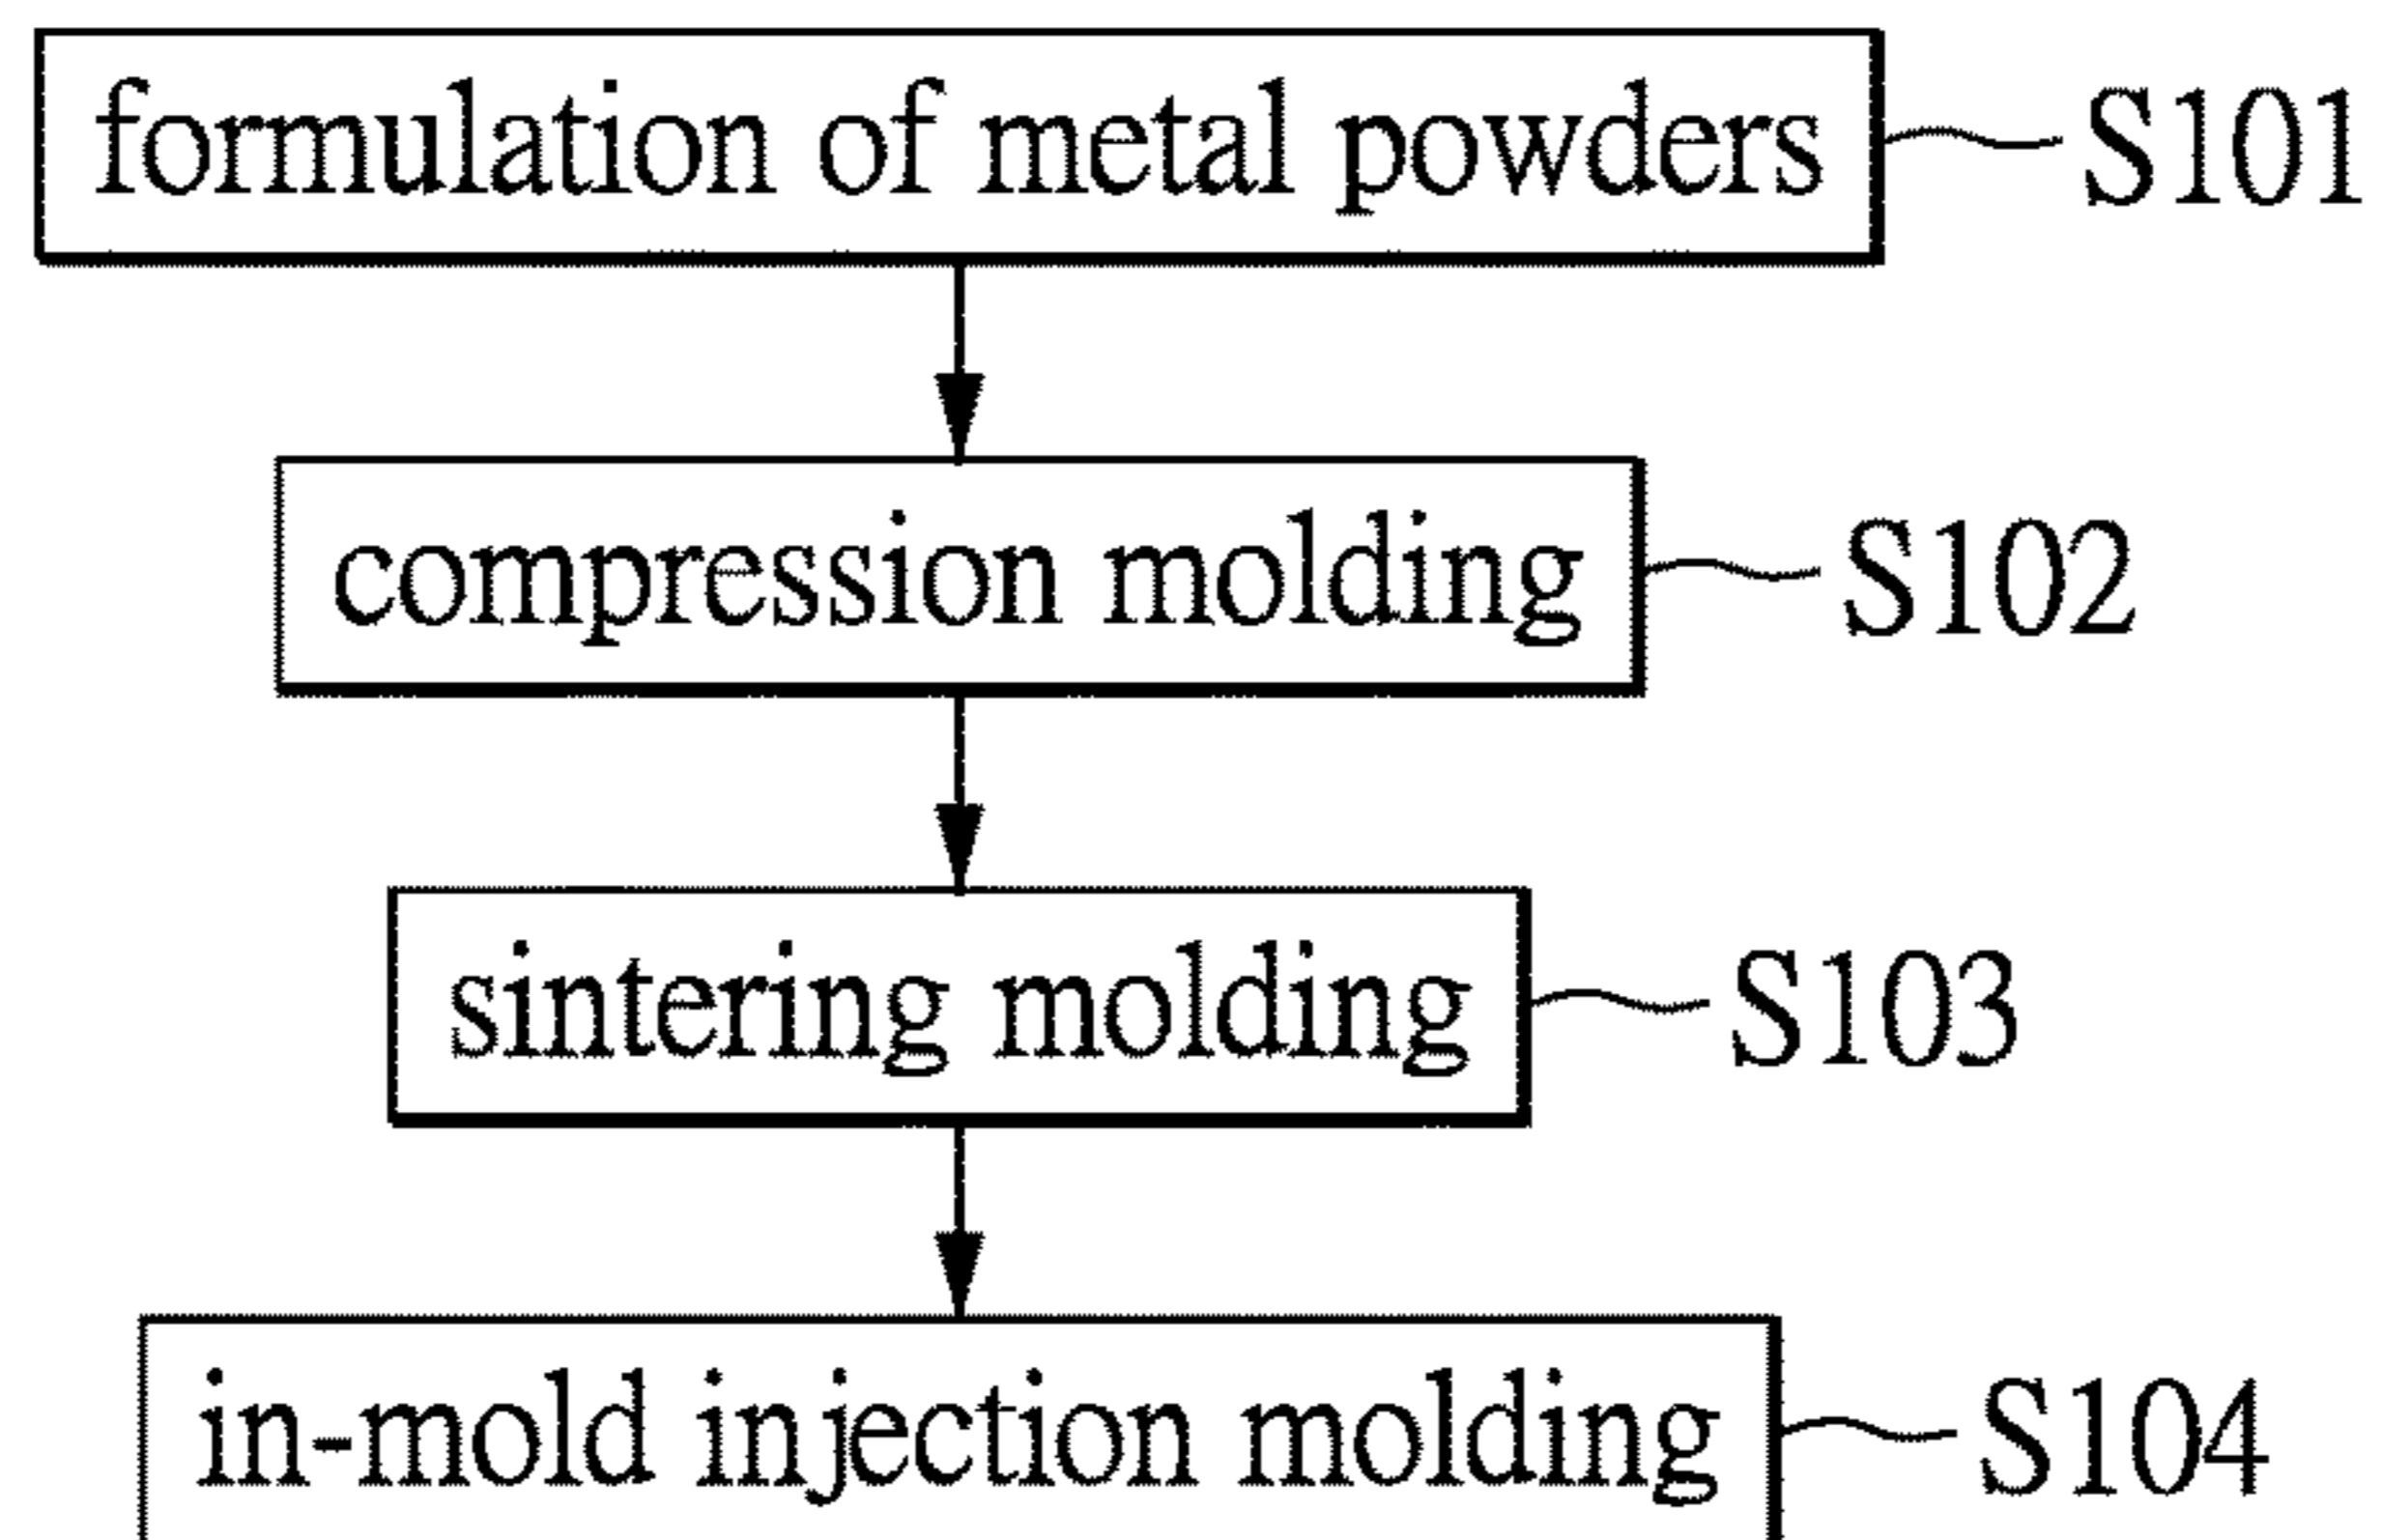 formulation of metal powders S101
compression molding S102
sintering molding S103
in-mold injection molding S104